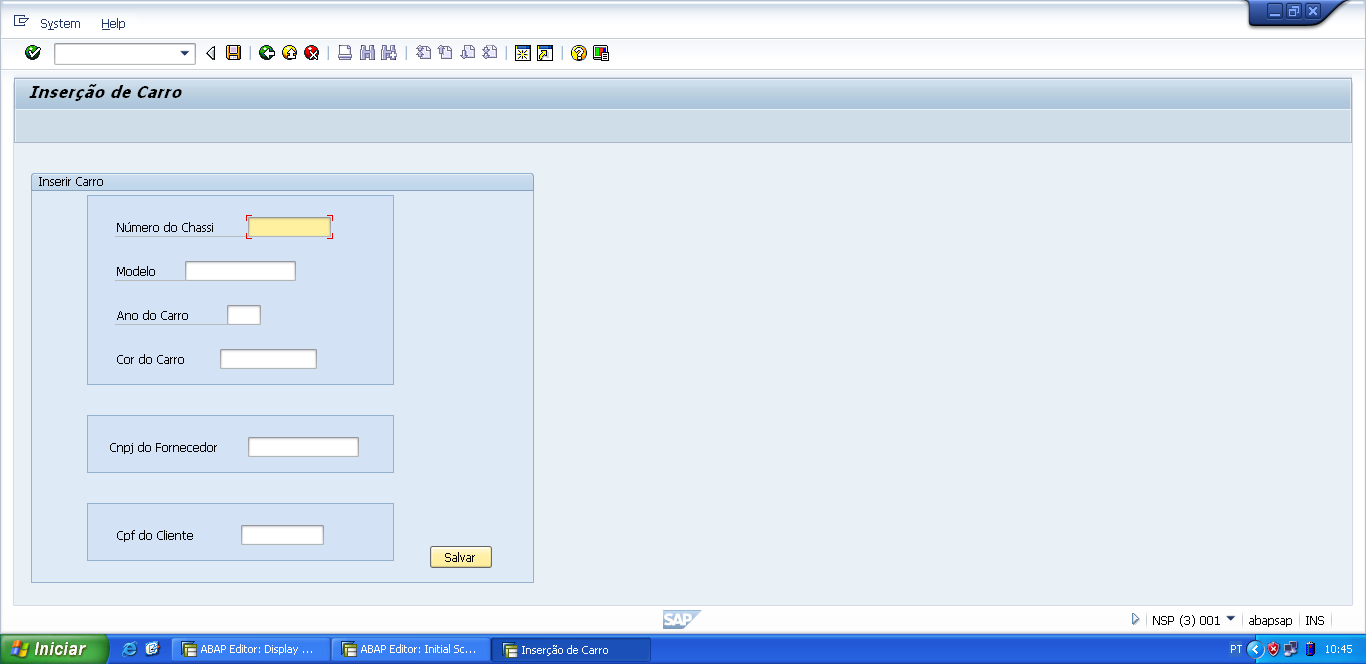 System Help
Inserção de Carro
Inserir Carro
Número do Chassi
Modelo
Ano do Carro
Cor do Carro
Cnpj do Fornecedor
Cpf do Cliente
Salvar
SAP
NSP (3) 001 abapsap INS
Iniciar ABAP Editor: Display ... ABAP Editor: Initial Sc... Inserção de Carro PT 10:45